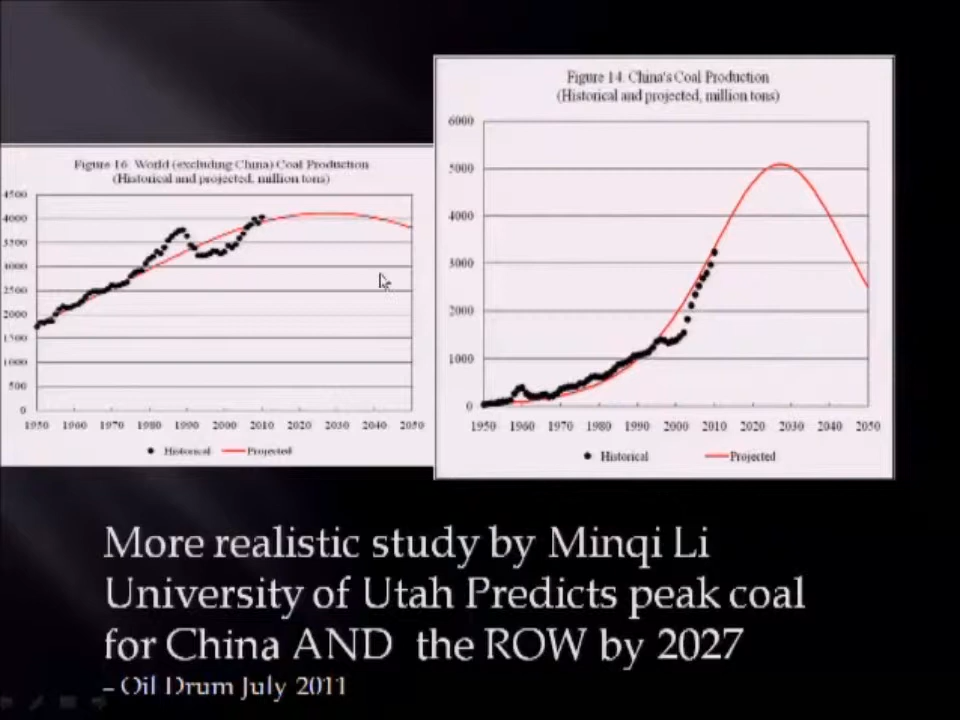 Figure 16. World (excluding China) Coal Production
(Historical and projected, million tons)
4500
4000
3500
3000
2500
2000
1500
1000
500
0
1950 1960 1970 1980 1990 2000 2010 2020 2030 2040 2050
Historical Projected
Figure 14. China's Coal Production
(Historical and projected, million tons)
6000
5000
4000
3000
2000
1000
0
1950 1960 1970 1980 1990 2000 2010 2020 2030 2040 2050
Historical Projected
More realistic study by Minqi Li
University of Utah Predicts peak coal
for China AND the ROW by 2027
– Oil Drum July 2011